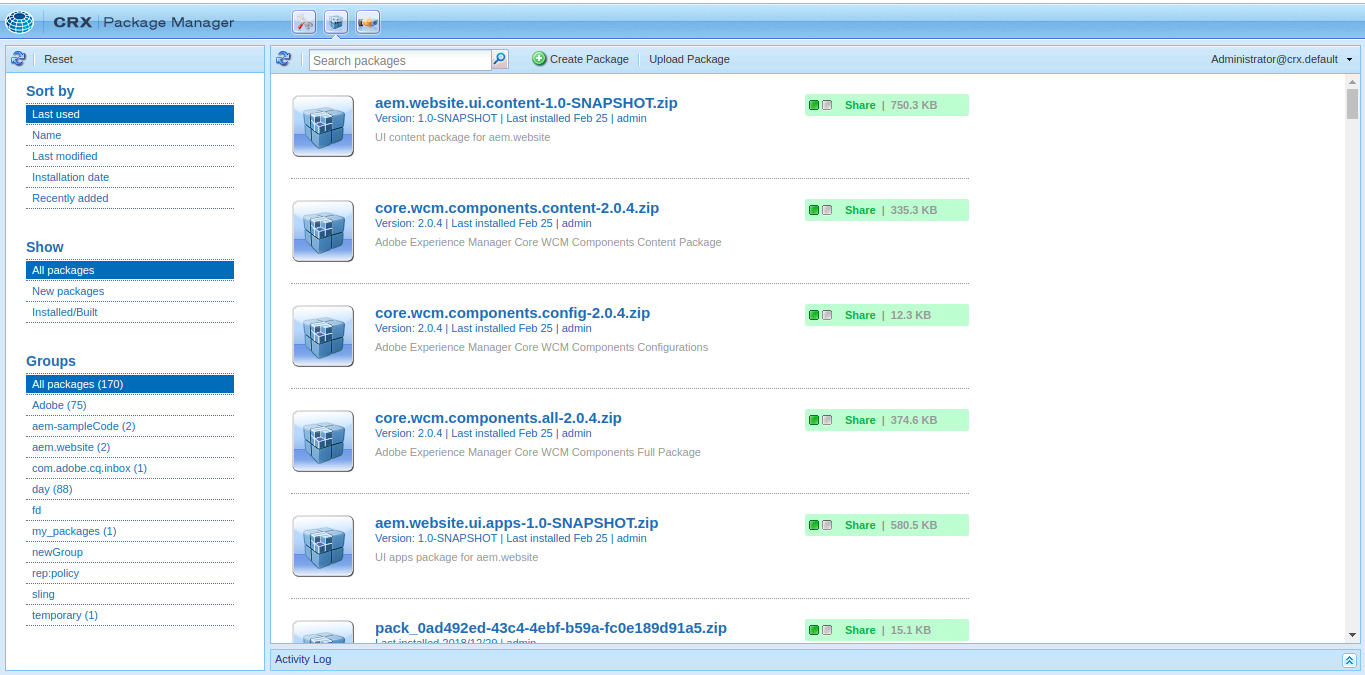 CRX | Package Manager
Reset
Sort by
Last used
Name
Last modified
Installation date
Recently added
Show
All packages
New packages
Installed/Built
Groups
All packages (170)
Adobe (75)
aem-sampleCode (2)
aem.website (2)
com.adobe.cq.inbox (1)
day (88)
fd
my_packages (1)
newGroup
rep:policy
sling
temporary (1)
Search packages
Create Package
Upload Package
Administrator@crx.default
aem.website.ui.content-1.0-SNAPSHOT.zip
Share | 750.3 KB
Version: 1.0-SNAPSHOT | Last installed Feb 25 | admin
UI content package for aem.website
core.wcm.components.content-2.0.4.zip
Share | 335.3 KB
Version: 2.0.4 | Last installed Feb 25 | admin
Adobe Experience Manager Core WCM Components Content Package
core.wcm.components.config-2.0.4.zip
Share | 12.3 KB
Version: 2.0.4 | Last installed Feb 25 | admin
Adobe Experience Manager Core WCM Components Configurations
core.wcm.components.all-2.0.4.zip
Share | 374.6 KB
Version: 2.0.4 | Last installed Feb 25 | admin
Adobe Experience Manager Core WCM Components Full Package
aem.website.ui.apps-1.0-SNAPSHOT.zip
Share | 580.5 KB
Version: 1.0-SNAPSHOT | Last installed Feb 25 | admin
UI apps package for aem.website
pack_0ad492ed-43c4-4ebf-b59a-fc0e189d91a5.zip
Share | 15.1 KB
Last installed 2018/12/29 | admin
Activity Log